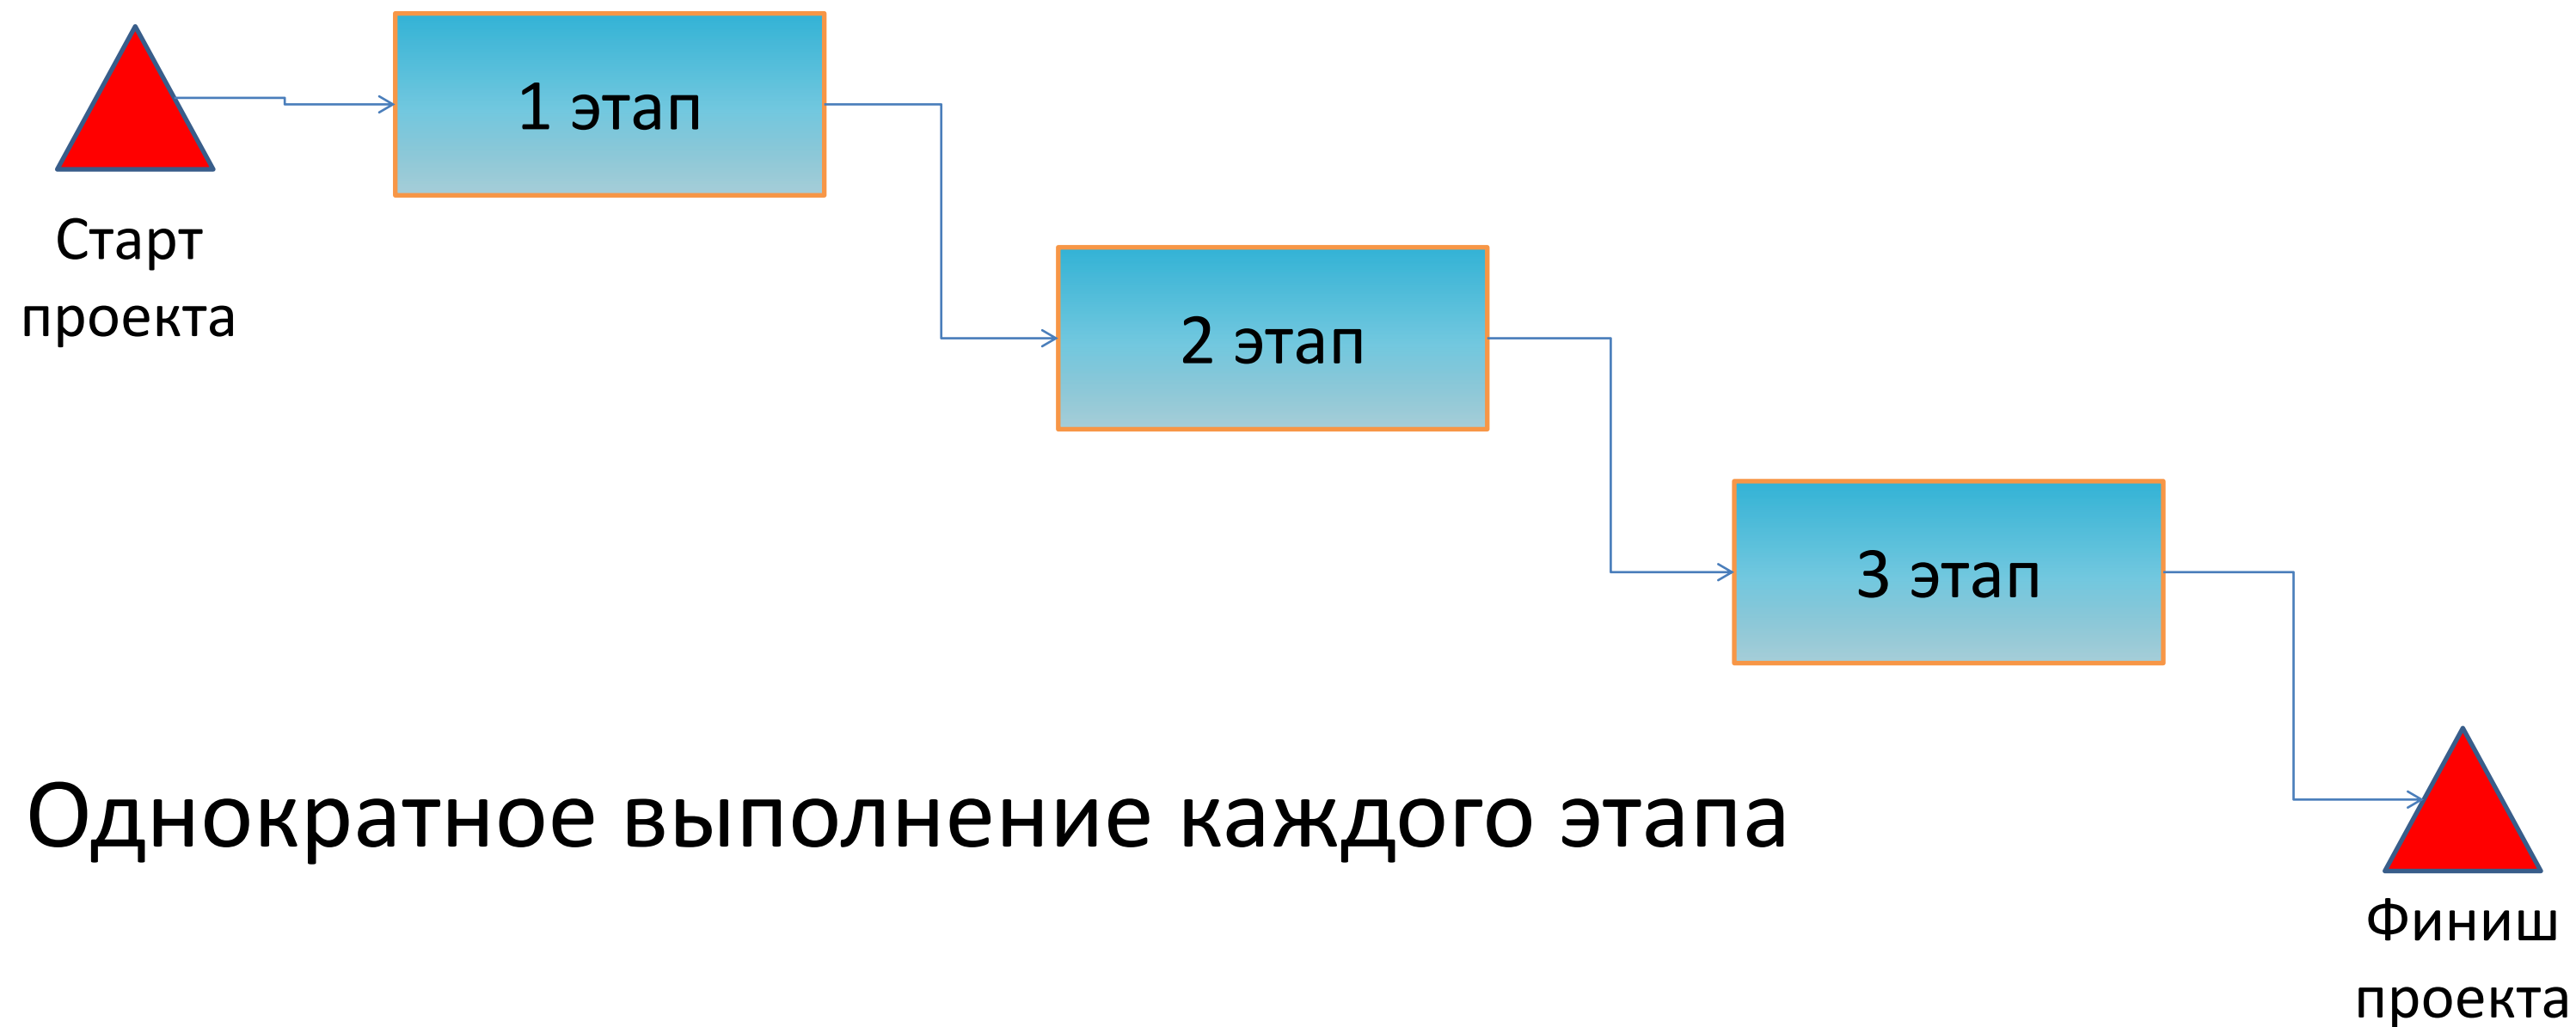 1 этап
Старт
проекта
2 этап
3 этап
Однократное выполнение каждого этапа
Финиш
проекта